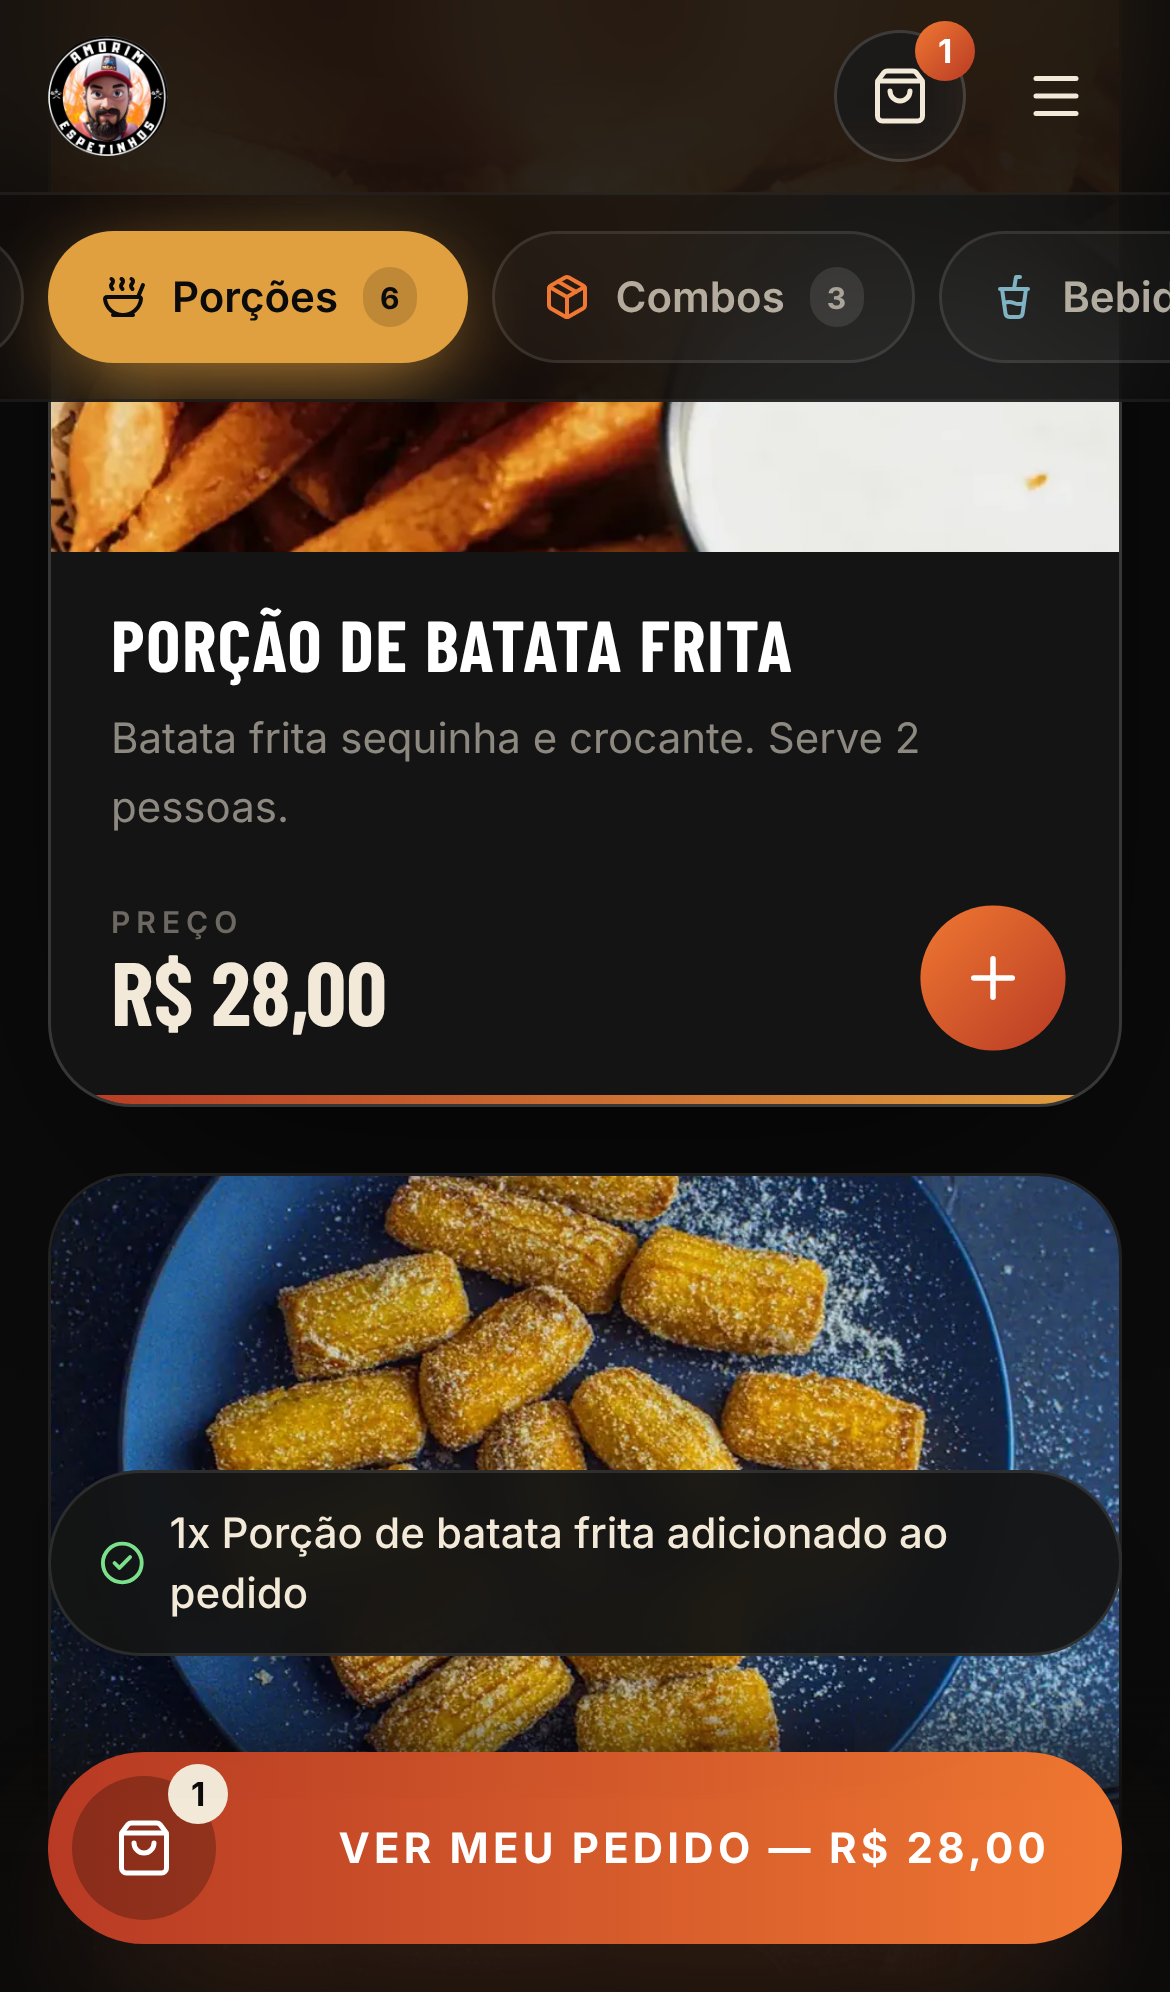 AMORIM
ESPETINHOS
1
Porções 6
Combos 3
Bebid
PORÇÃO DE BATATA FRITA
Batata frita sequinha e crocante. Serve 2
pessoas.
PREÇO
R$ 28,00
1x Porção de batata frita adicionado ao
pedido
1
VER MEU PEDIDO — R$ 28,00